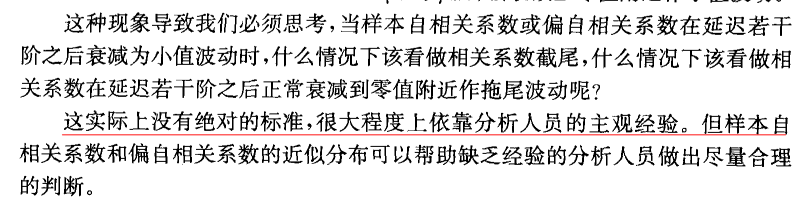 这种现象导致我们必须思考，当样本自相关系数或偏自相关系数在延迟若干
阶之后衰减为小值波动时，什么情况下该看做相关系数截尾，什么情况下该看做相
关系数在延迟若干阶之后正常衰减到零值附近作拖尾波动呢？
这实际上没有绝对的标准，很大程度上依靠分析人员的主观经验。但样本自
相关系数和偏自相关系数的近似分布可以帮助缺乏经验的分析人员做出尽量合理
的判断。